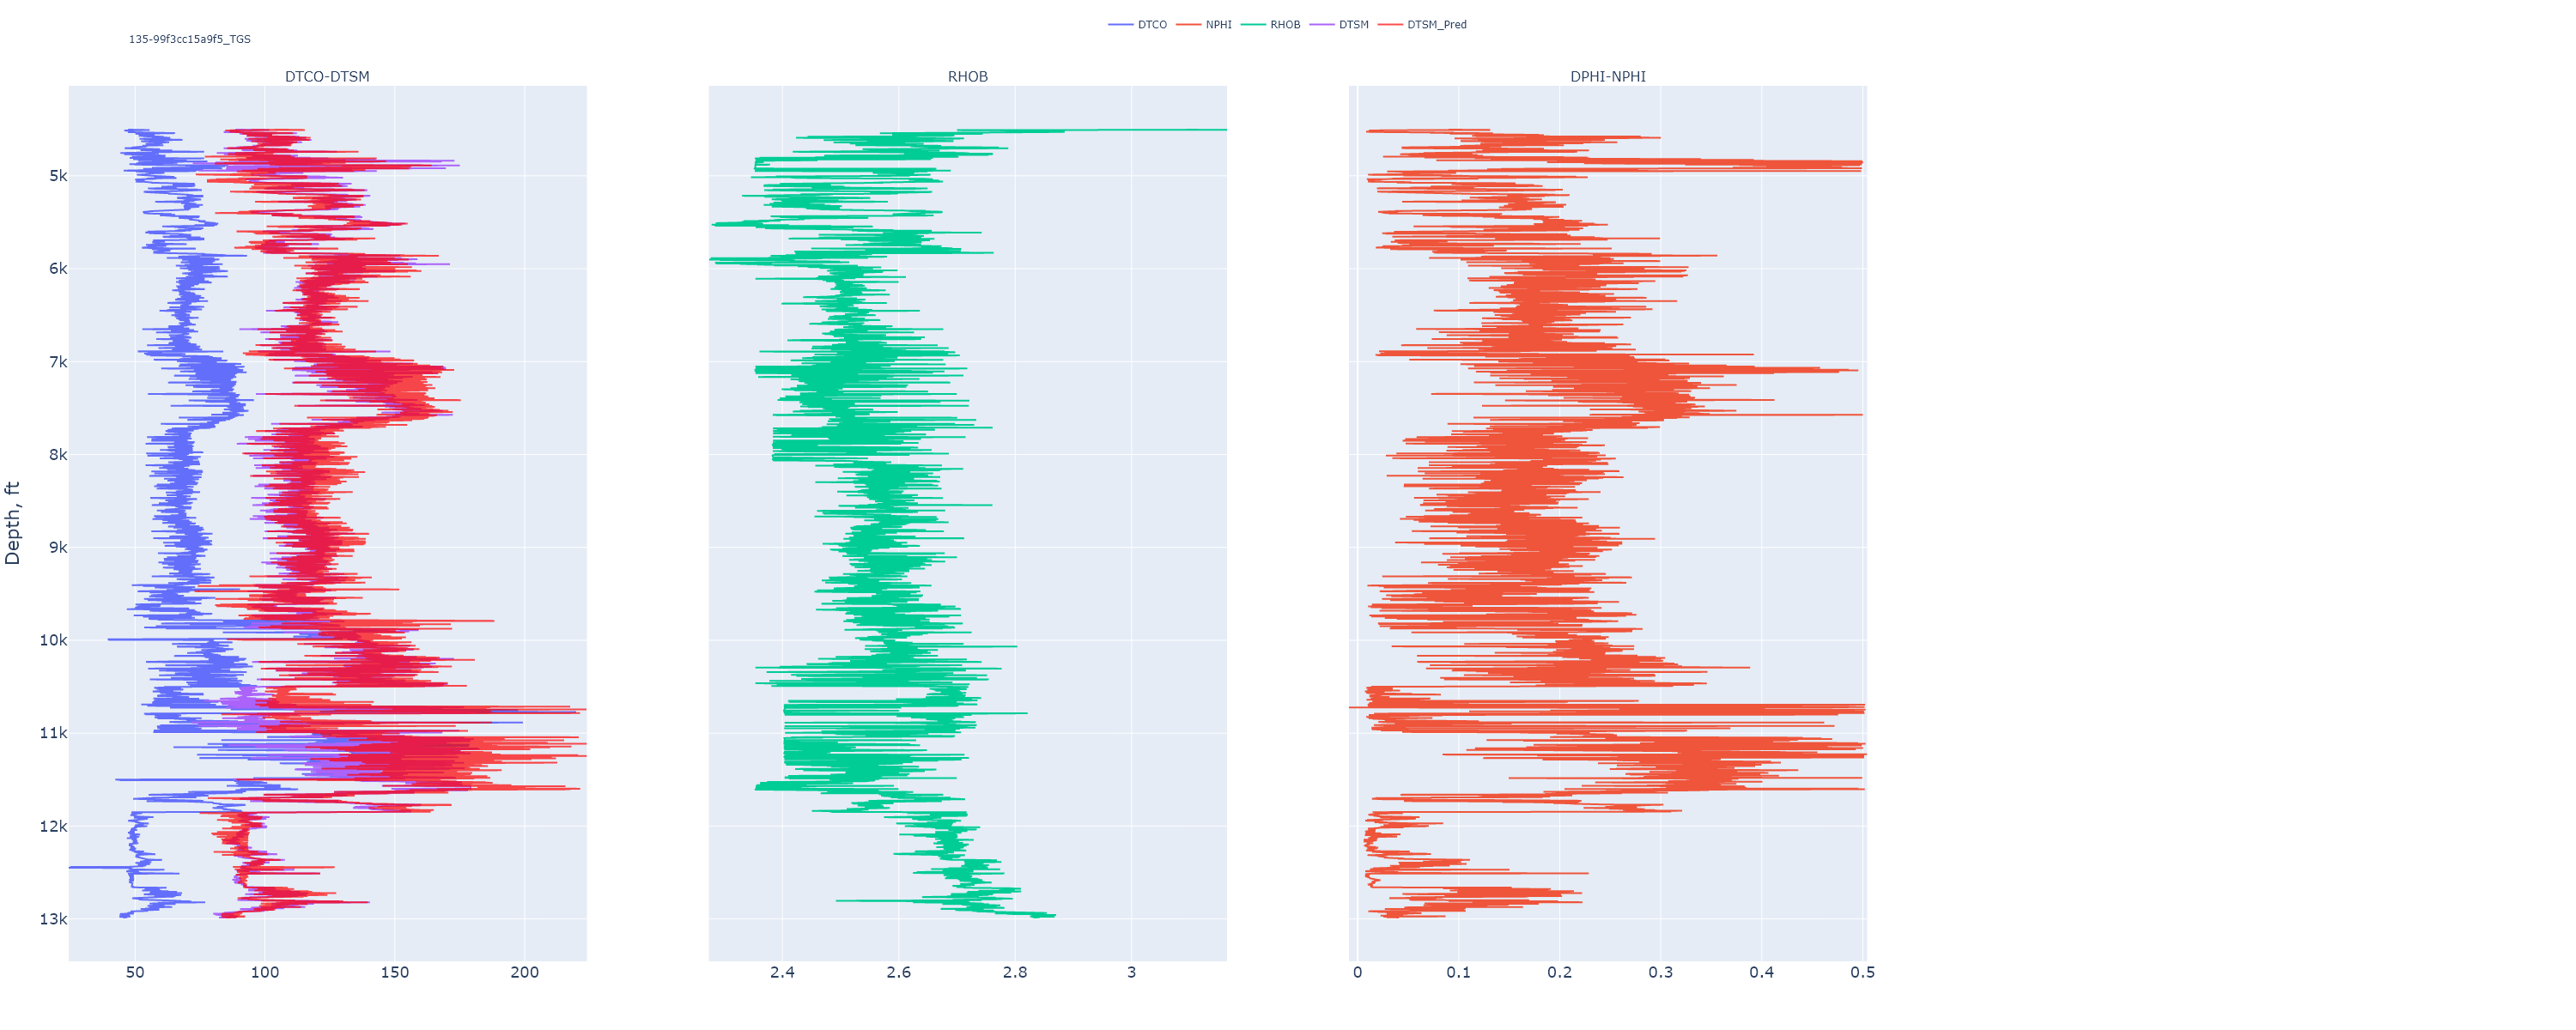 DTCO NPHI RHOB DTSM DTSM_Pred
135-99f3cc15a9f5_TGS
DTCO-DTSM RHOB DPHI-NPHI
Depth, ft
5k
6k
7k
8k
9k
10k
11k
12k
13k
50 100 150 200 2.4 2.6 2.8 3 0 0.1 0.2 0.3 0.4 0.5